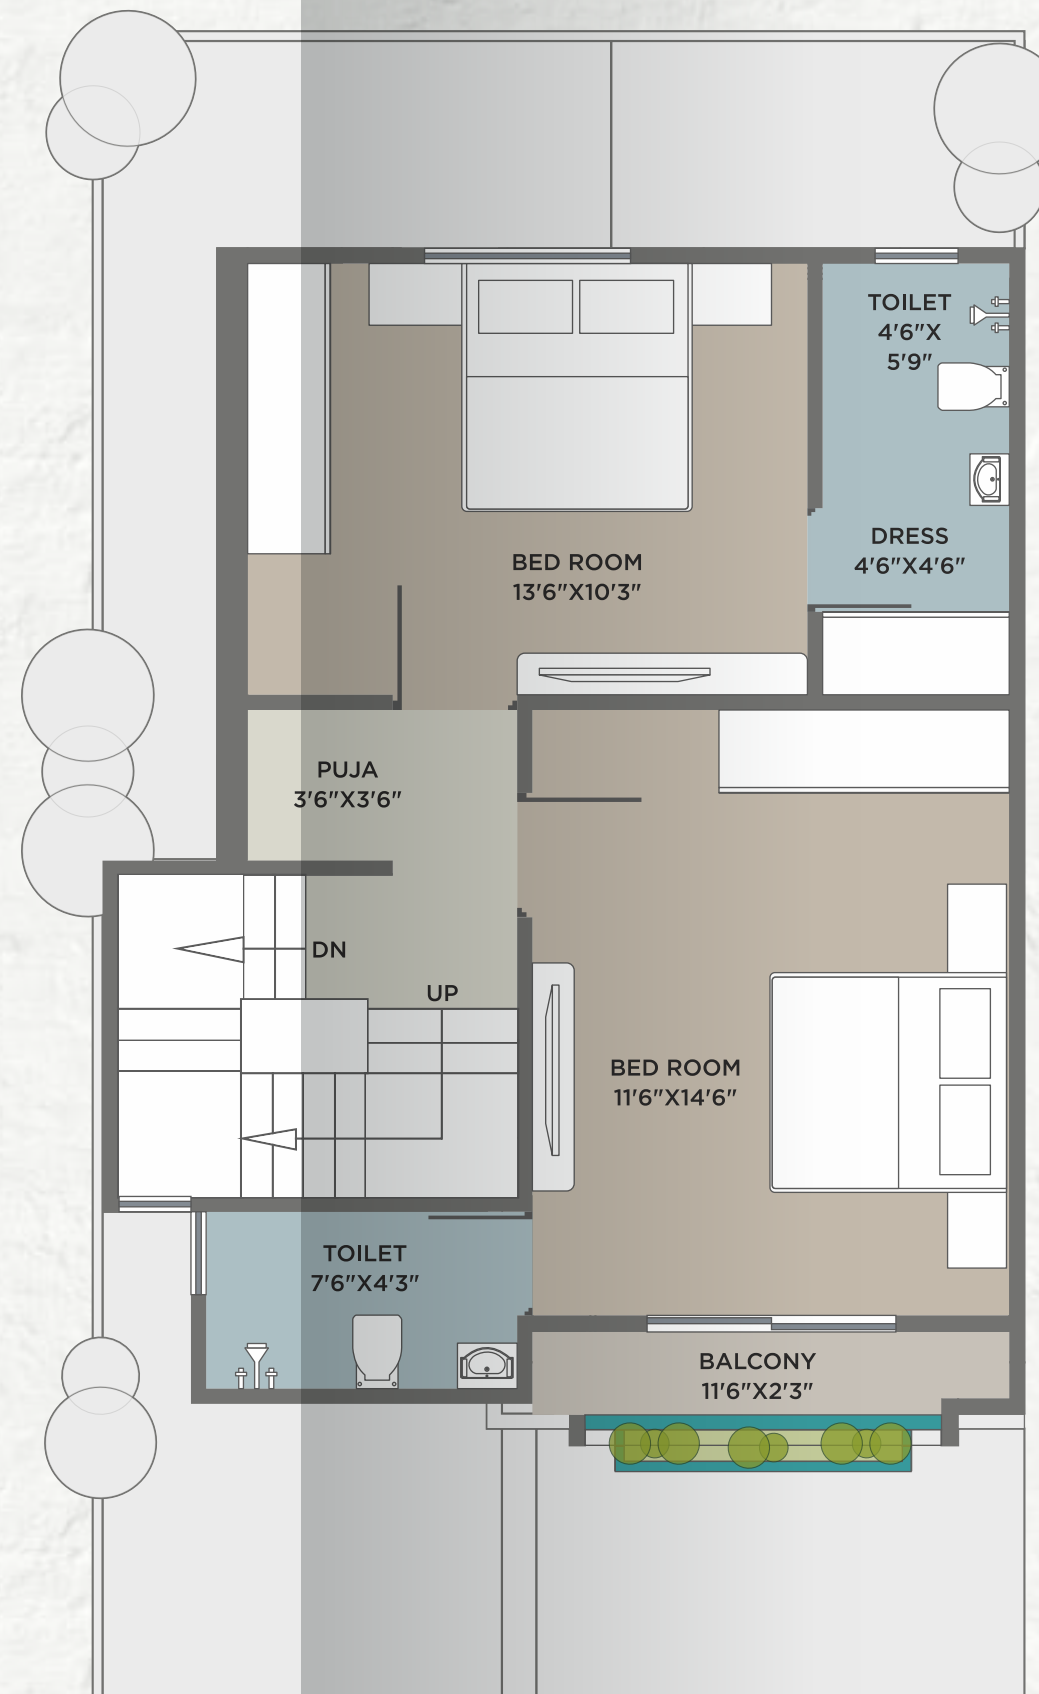 TOILET
4'6"X
5'9"
DRESS
4'6"X4'6"
BED ROOM
13'6"X10'3"
PUJA
3'6"X3'6"
DN
UP
BED ROOM
11'6"X14'6"
TOILET
7'6"X4'3"
BALCONY
11'6"X2'3"